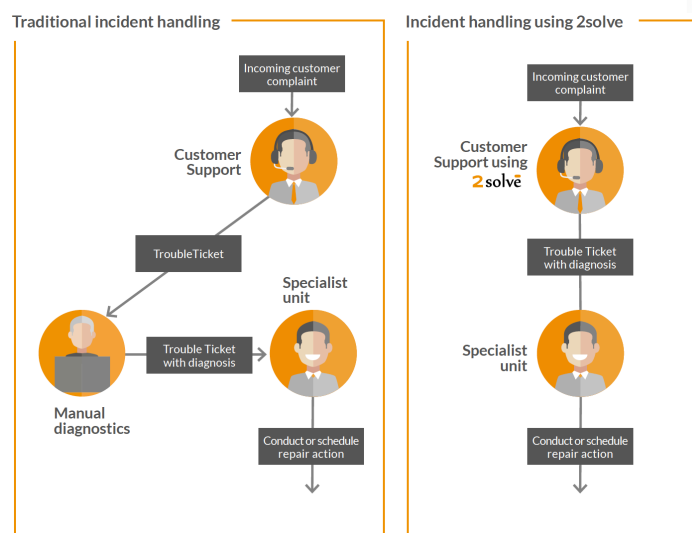 Traditional incident handling
Incoming customer
complaint
Customer
Support
TroubleTicket
Specialist
unit
Trouble Ticket
with diagnosis
Manual
diagnostics
Conduct or schedule
repair action
Incident handling using 2solve
Incoming customer
complaint
Customer
Support using
2solve
Trouble Ticket
with diagnosis
Specialist
unit
Conduct or schedule
repair action